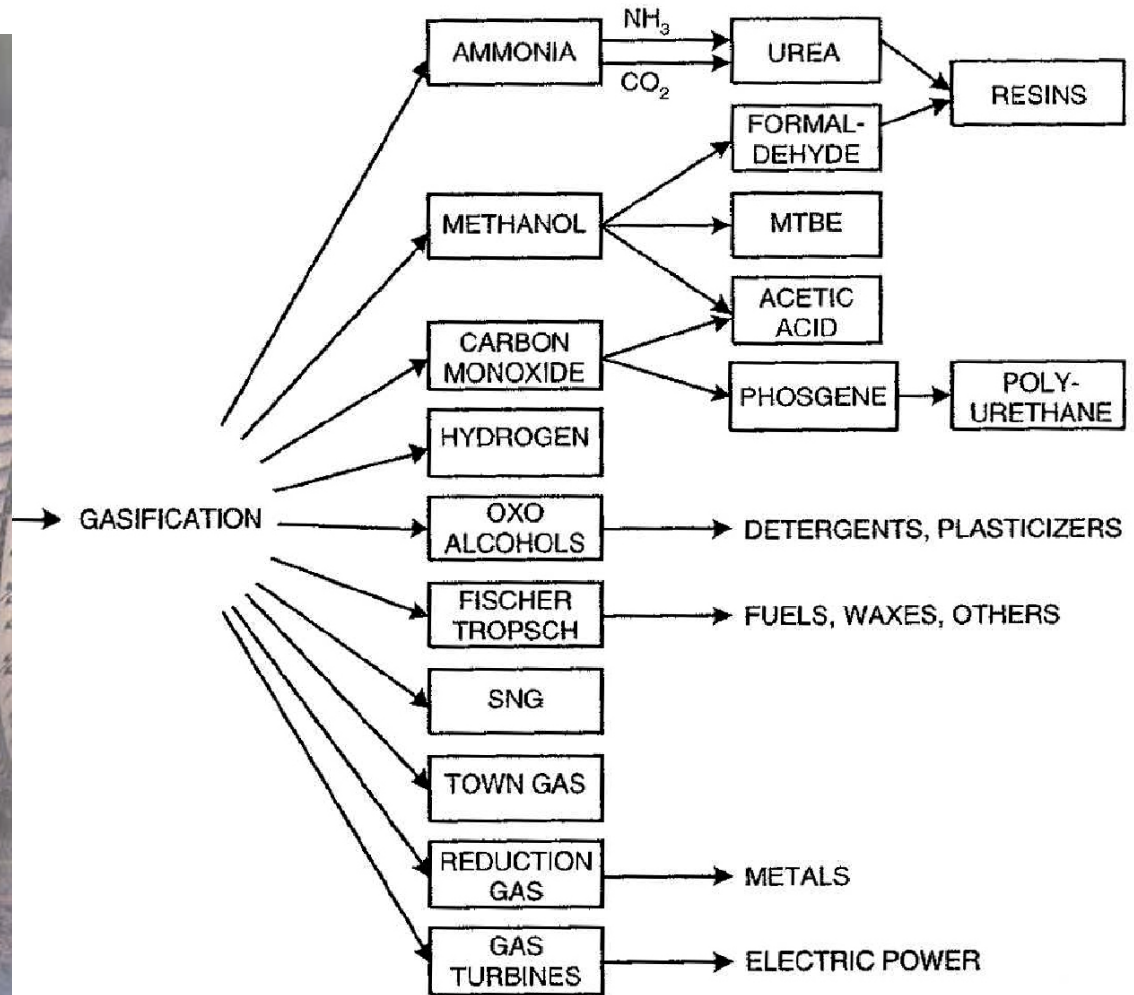 NH3
AMMONIA
CO2
UREA
RESINS
FORMAL-
DEHYDE
METHANOL
MTBE
ACETIC
ACID
CARBON
MONOXIDE
PHOSGENE
POLY-
URETHANE
HYDROGEN
GASIFICATION
OXO
ALCOHOLS
DETERGENTS, PLASTICIZERS
FISCHER
TROPSCH
FUELS, WAXES, OTHERS
SNG
TOWN GAS
REDUCTION
GAS
METALS
GAS
TURBINES
ELECTRIC POWER